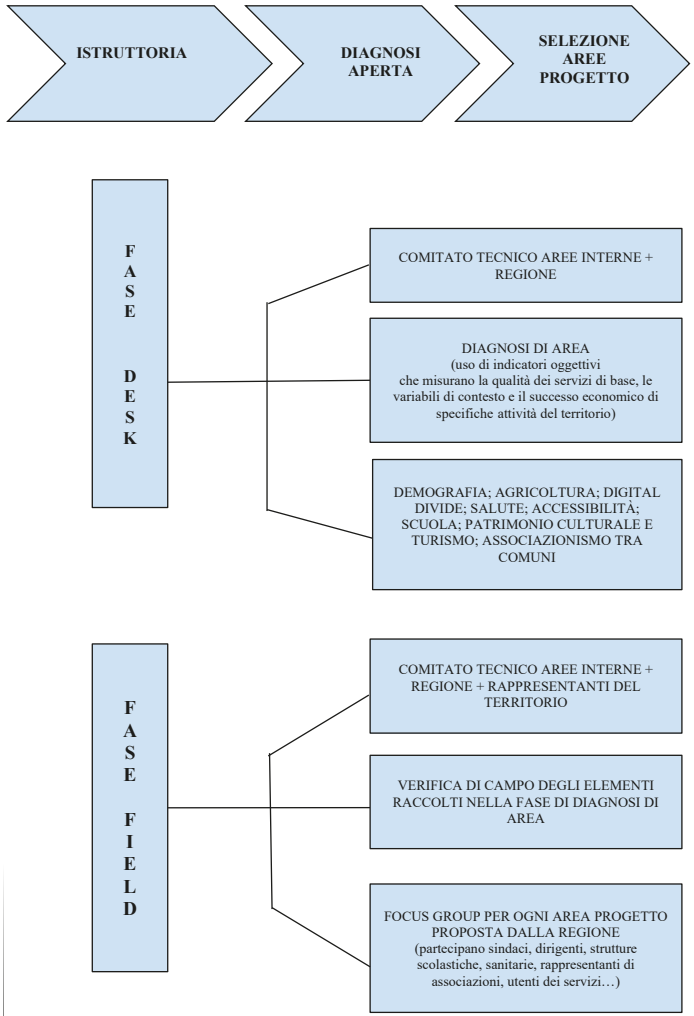 ISTRUTTORIA
DIAGNOSI
APERTA
SELEZIONE
AREE
PROGETTO
F
A
S
E
D
E
S
K
COMITATO TECNICO AREE INTERNE +
REGIONE
DIAGNOSI DI AREA
(uso di indicatori oggettivi
che misurano la qualità dei servizi di base, le
variabili di contesto e il successo economico di
specifiche attività del territorio)
DEMOGRAFIA; AGRICOLTURA; DIGITAL
DIVIDE; SALUTE; ACCESSIBILITÀ;
SCUOLA; PATRIMONIO CULTURALE E
TURISMO; ASSOCIAZIONISMO TRA
COMUNI
F
A
S
E
F
I
E
L
D
COMITATO TECNICO AREE INTERNE +
REGIONE + RAPPRESENTANTI DEL
TERRITORIO
VERIFICA DI CAMPO DEGLI ELEMENTI
RACCOLTI NELLA FASE DI DIAGNOSI DI
AREA
FOCUS GROUP PER OGNI AREA PROGETTO
PROPOSTA DALLA REGIONE
(partecipano sindaci, dirigenti, strutture
scolastiche, sanitarie, rappresentanti di
associazioni, utenti dei servizi…)